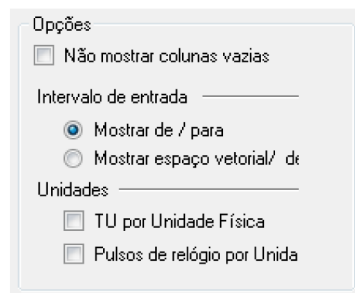 Opções
Não mostrar colunas vazias
Intervalo de entrada
Mostrar de / para
Mostrar espaço vetorial/ de
Unidades
TU por Unidade Física
Pulsos de relógio por Unida